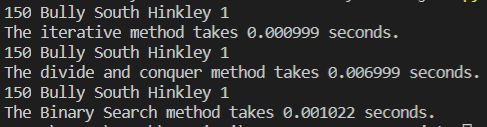 150 Bully South Hinkley 1
The iterative method takes 0.000999 seconds.
150 Bully South Hinkley 1
The divide and conquer method takes 0.006999 seconds.
150 Bully South Hinkley 1
The Binary Search method takes 0.001022 seconds.